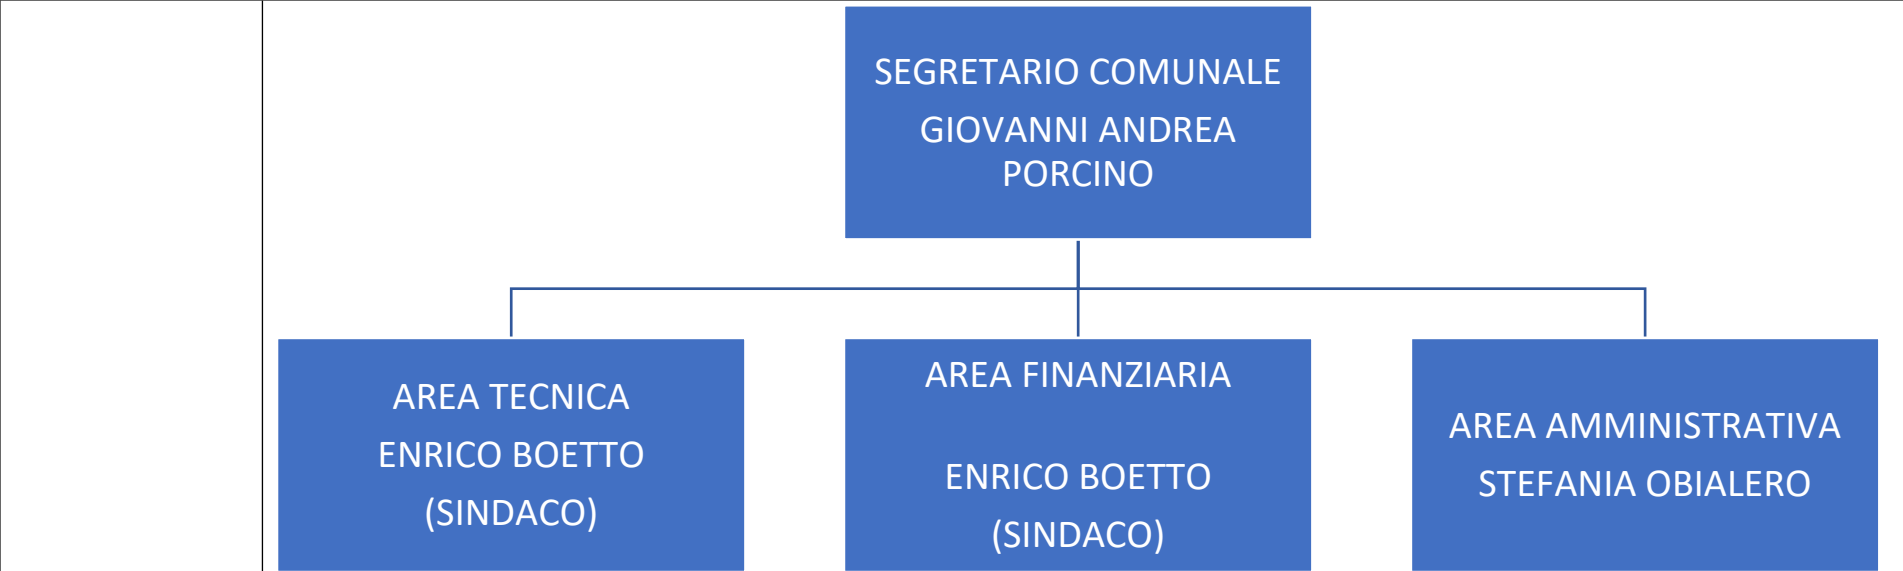 SEGRETARIO COMUNALE
GIOVANNI ANDREA
PORCINO
AREA TECNICA
ENRICO BOETTO
(SINDACO)
AREA FINANZIARIA
ENRICO BOETTO
(SINDACO)
AREA AMMINISTRATIVA
STEFANIA OBIALERO